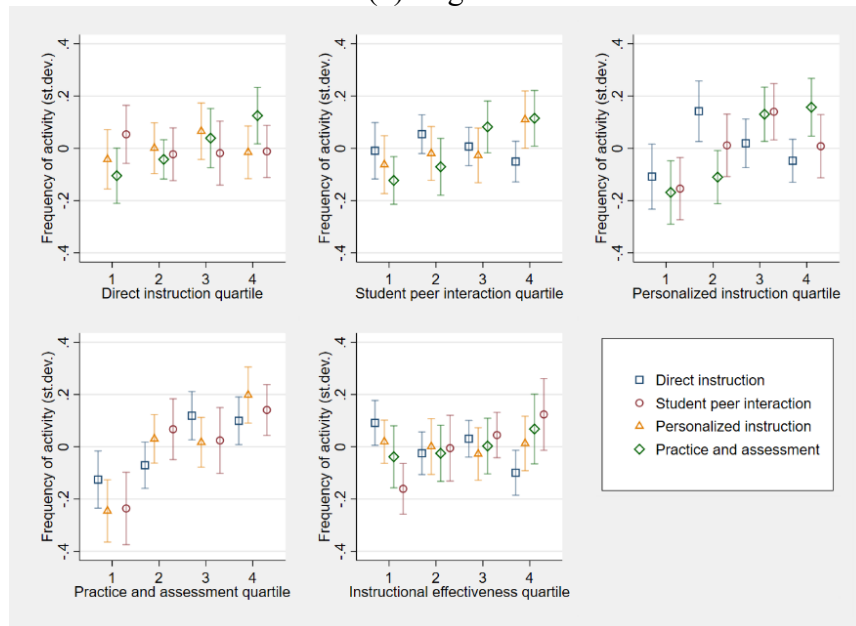 Frequency of activity (st.dev.)
.4
.2
0
-.2
-.4
1 2 3 4
Direct instruction quartile
Frequency of activity (st.dev.)
.4
.2
0
-.2
-.4
1 2 3 4
Student peer interaction quartile
Frequency of activity (st.dev.)
.4
.2
0
-.2
-.4
1 2 3 4
Personalized instruction quartile
Frequency of activity (st.dev.)
.4
.2
0
-.2
-.4
1 2 3 4
Practice and assessment quartile
Frequency of activity (st.dev.)
.4
.2
0
-.2
-.4
1 2 3 4
Instructional effectiveness quartile
Direct instruction
Student peer interaction
Personalized instruction
Practice and assessment